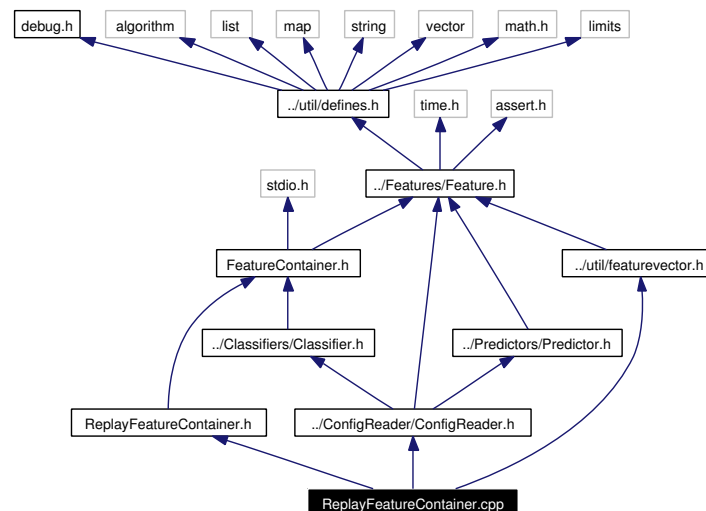 debug.h
algorithm
list
map
string
vector
math.h
limits
../util/defines.h
time.h
assert.h
stdio.h
../Features/Feature.h
FeatureContainer.h
../util/featurevector.h
../Classifiers/Classifier.h
../Predictors/Predictor.h
ReplayFeatureContainer.h
../ConfigReader/ConfigReader.h
ReplayFeatureContainer.cpp